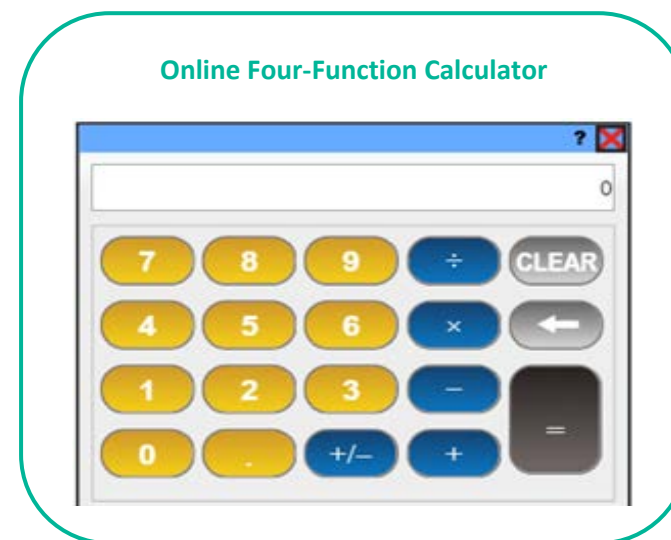 Online Four-Function Calculator
?
0
7 8 9 ÷ CLEAR
4 5 6 ×
1 2 3 −
0 . +/− + =